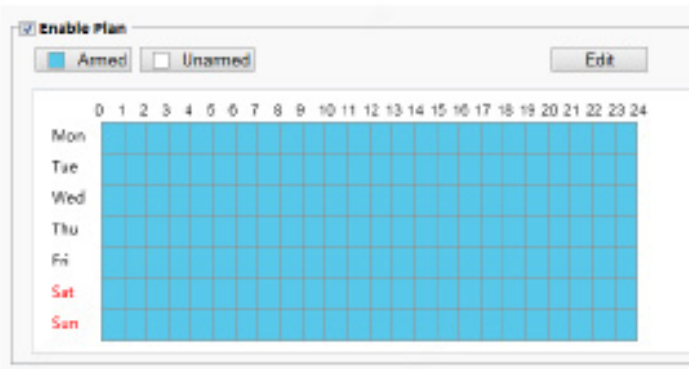 Enable Plan
Armed Unarmed Edit
0 1 2 3 4 5 6 7 8 9 10 11 12 13 14 15 16 17 18 19 20 21 22 23 24
Mon
Tue
Wed
Thu
Fri
Sat
Sun